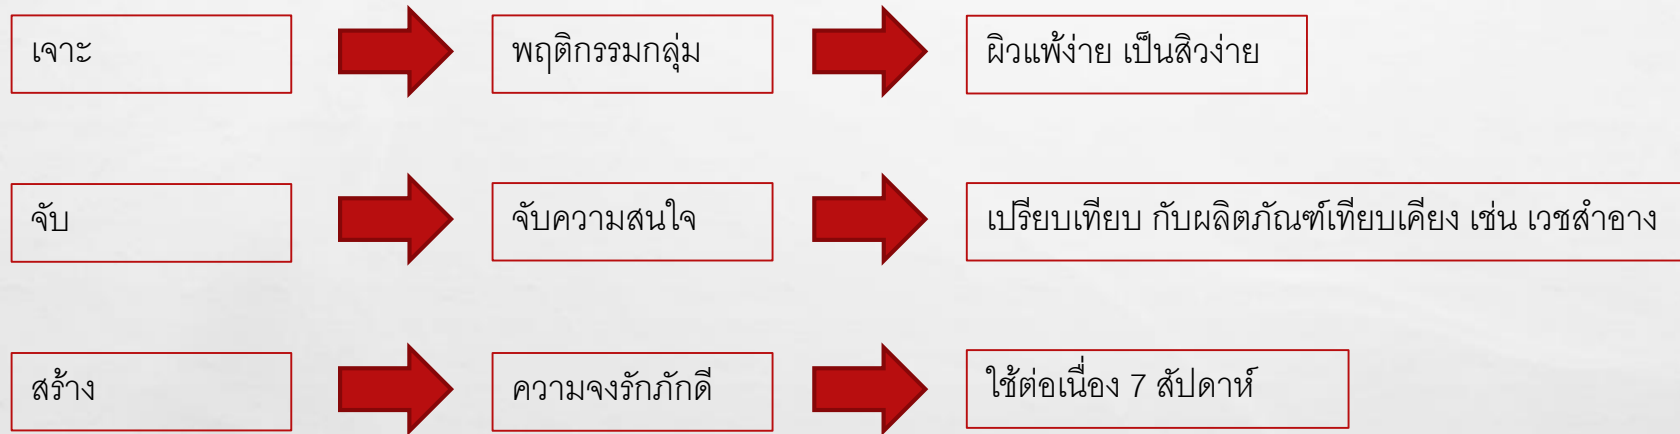 เจาะ
พฤติกรรมกลุ่ม
ผิวแพ้ง่าย เป็นสิวง่าย
จับ
จับความสนใจ
เปรียบเทียบ กับผลิตภัณฑ์เทียบเคียง เช่น เวชสำอาง
สร้าง
ความจงรักภักดี
ใช้ต่อเนื่อง 7 สัปดาห์